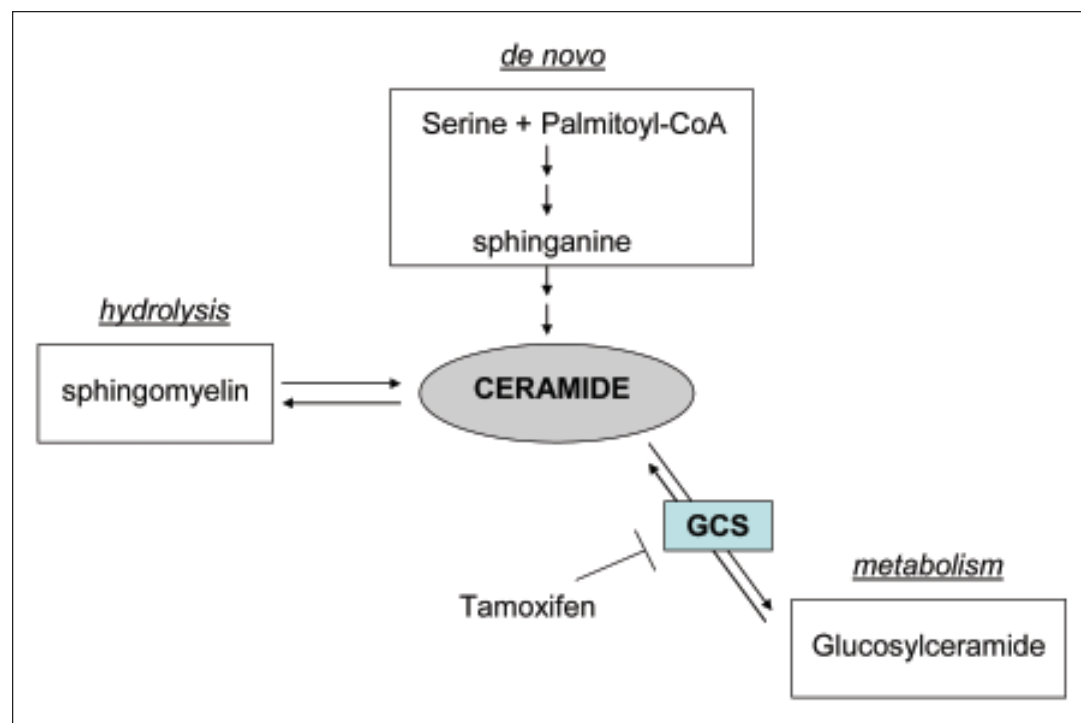 de novo
Serine + Palmitoyl-CoA
sphinganine
hydrolysis
sphingomyelin
CERAMIDE
GCS
Tamoxifen
metabolism
Glucosylceramide